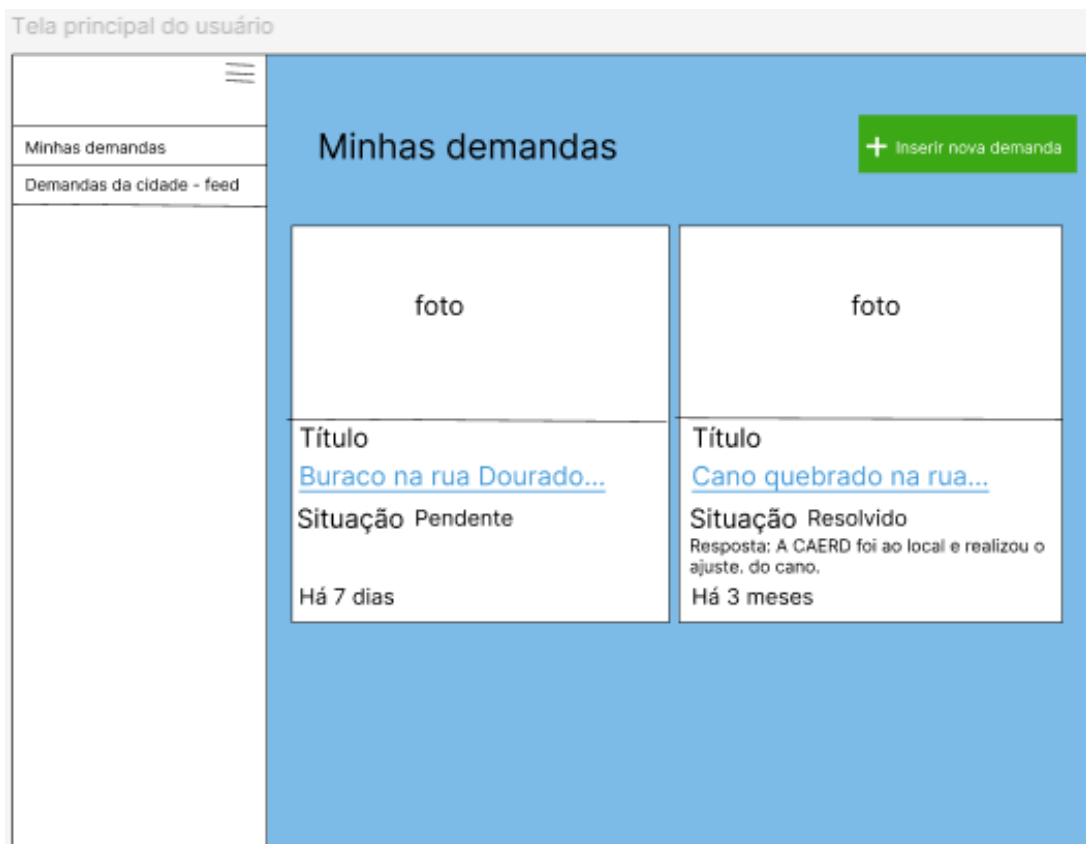 Tela principal do usuário
Minhas demandas
Demandas da cidade - feed
Minhas demandas
Inserir nova demanda
foto
Título
Buraco na rua Dourado...
Situação Pendente
Há 7 dias
foto
Título
Cano quebrado na rua...
Situação Resolvido
Resposta: A CAERD foi ao local e realizou o
ajuste. do cano.
Há 3 meses